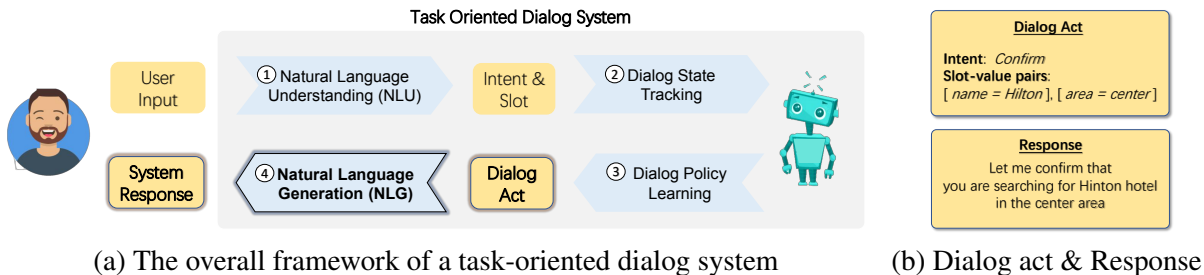 Task Oriented Dialog System
User
Input
1 Natural Language
Understanding (NLU)
Intent &
Slot
2 Dialog State
Tracking
System
Response
4 Natural Language
Generation (NLG)
Dialog
Act
3 Dialog Policy
Learning
(a) The overall framework of a task-oriented dialog system
Dialog Act
Intent: Confirm
Slot-value pairs:
[ name = Hilton ], [ area = center ]
Response
Let me confirm that
you are searching for Hinton hotel
in the center area
(b) Dialog act & Response